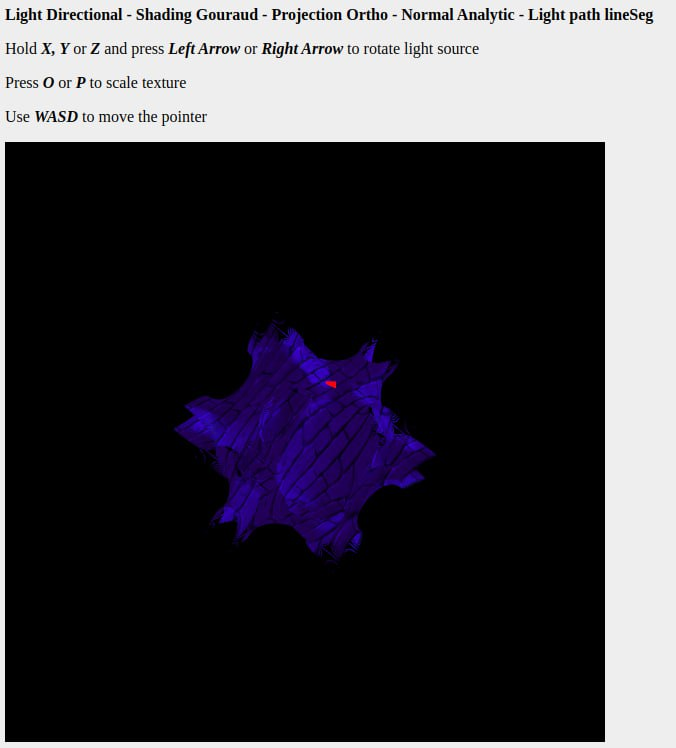 Light Directional - Shading Gouraud - Projection Ortho - Normal Analytic - Light path lineSeg
Hold X, Y or Z and press Left Arrow or Right Arrow to rotate light source
Press O or P to scale texture
Use WASD to move the pointer